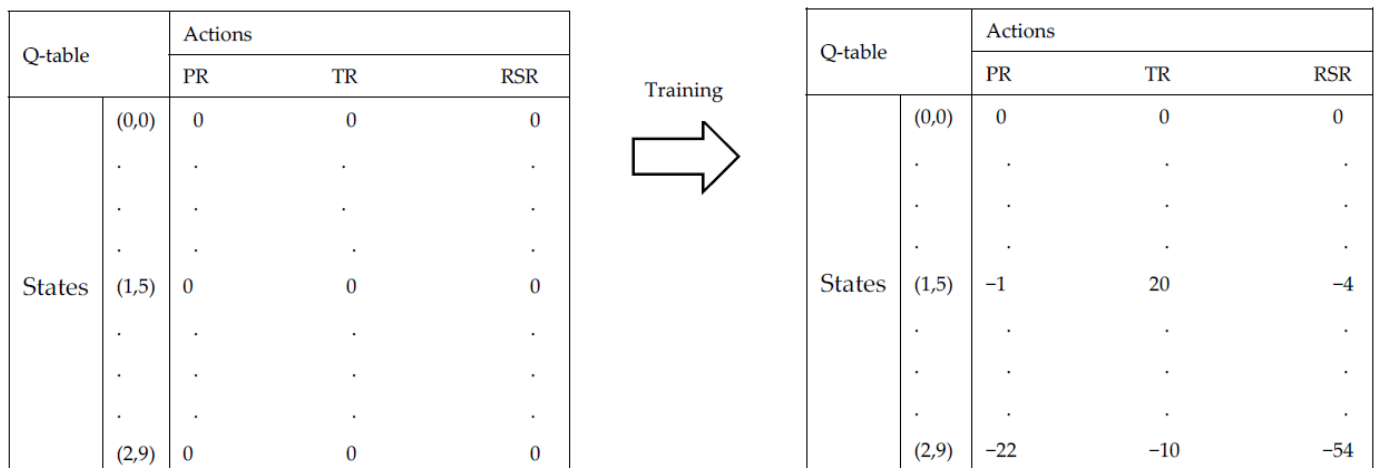 Q-table Actions
PR TR RSR
(0,0) 0 0 0
. . . .
. . . .
. . . .
States (1,5) 0 0 0
. . . .
. . . .
. . . .
(2,9) 0 0 0
Training
Q-table Actions
PR TR RSR
(0,0) 0 0 0
. . . .
. . . .
. . . .
States (1,5) −1 20 −4
. . . .
. . . .
. . . .
(2,9) −22 −10 −54